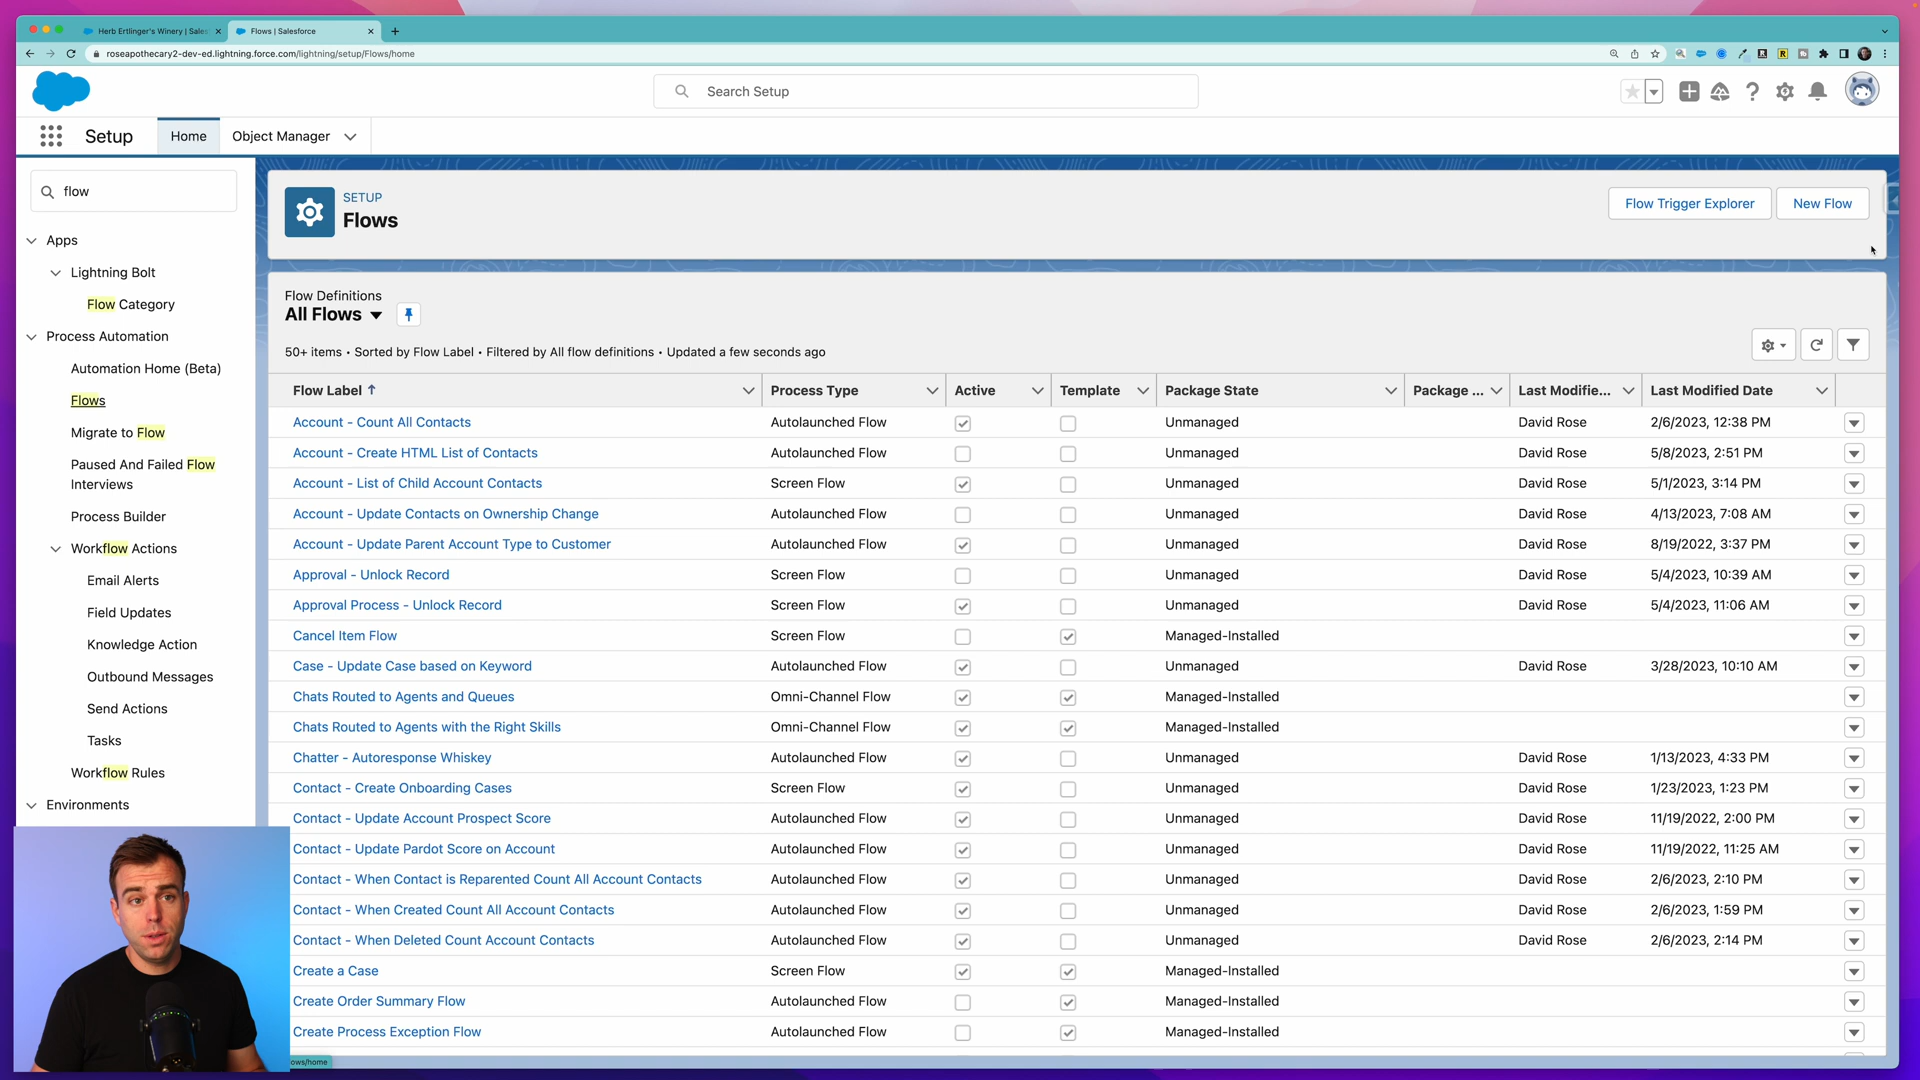 Herb Ertlinger's Winery | Sales
Flows | Salesforce
roseapothecary2-dev-ed.lightning.force.com/lightning/setup/Flows/home
Search Setup
Setup
Home
Object Manager
flow
Apps
Lightning Bolt
Flow Category
Process Automation
Automation Home (Beta)
Flows
Migrate to Flow
Paused And Failed Flow
Interviews
Process Builder
Workflow Actions
Email Alerts
Field Updates
Knowledge Action
Outbound Messages
Send Actions
Tasks
Workflow Rules
Environments
SETUP
Flows
Flow Trigger Explorer
New Flow
Flow Definitions
All Flows
50+ items • Sorted by Flow Label • Filtered by All flow definitions • Updated a few seconds ago
Flow Label ↑ Process Type Active Template Package State Package ... Last Modifie... Last Modified Date
Account - Count All Contacts Autolaunched Flow Unmanaged David Rose 2/6/2023, 12:38 PM
Account - Create HTML List of Contacts Autolaunched Flow Unmanaged David Rose 5/8/2023, 2:51 PM
Account - List of Child Account Contacts Screen Flow Unmanaged David Rose 5/1/2023, 3:14 PM
Account - Update Contacts on Ownership Change Autolaunched Flow Unmanaged David Rose 4/13/2023, 7:08 AM
Account - Update Parent Account Type to Customer Autolaunched Flow Unmanaged David Rose 8/19/2022, 3:37 PM
Approval - Unlock Record Screen Flow Unmanaged David Rose 5/4/2023, 10:39 AM
Approval Process - Unlock Record Screen Flow Unmanaged David Rose 5/4/2023, 11:06 AM
Cancel Item Flow Screen Flow Managed-Installed
Case - Update Case based on Keyword Autolaunched Flow Unmanaged David Rose 3/28/2023, 10:10 AM
Chats Routed to Agents and Queues Omni-Channel Flow Managed-Installed
Chats Routed to Agents with the Right Skills Omni-Channel Flow Managed-Installed
Chatter - Autoresponse Whiskey Autolaunched Flow Unmanaged David Rose 1/13/2023, 4:33 PM
Contact - Create Onboarding Cases Screen Flow Unmanaged David Rose 1/23/2023, 1:23 PM
Contact - Update Account Prospect Score Autolaunched Flow Unmanaged David Rose 11/19/2022, 2:00 PM
Contact - Update Pardot Score on Account Autolaunched Flow Unmanaged David Rose 11/19/2022, 11:25 AM
Contact - When Contact is Reparented Count All Account Contacts Autolaunched Flow Unmanaged David Rose 2/6/2023, 2:10 PM
Contact - When Created Count All Account Contacts Autolaunched Flow Unmanaged David Rose 2/6/2023, 1:59 PM
Contact - When Deleted Count Account Contacts Autolaunched Flow Unmanaged David Rose 2/6/2023, 2:14 PM
Create a Case Screen Flow Managed-Installed
Create Order Summary Flow Autolaunched Flow Managed-Installed
Create Process Exception Flow Autolaunched Flow Managed-Installed
ows/home